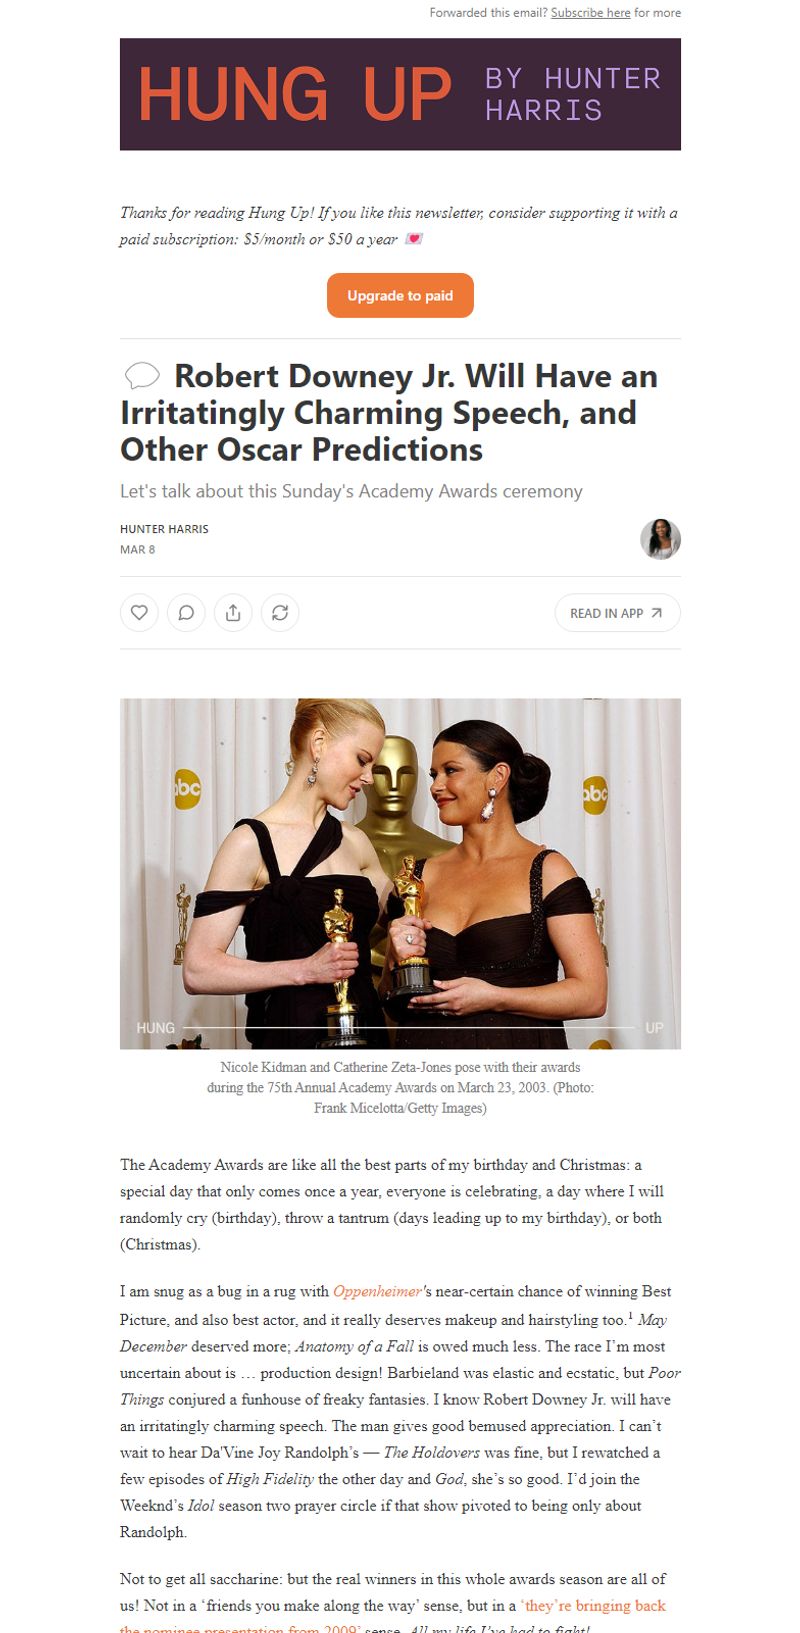 Forwarded this email? Subscribe here for more
HUNG UP
BY HUNTER
HARRIS
Thanks for reading Hung Up! If you like this newsletter, consider supporting it with a
paid subscription: $5/month or $50 a year 💌
Upgrade to paid
Robert Downey Jr. Will Have an
Irritatingly Charming Speech, and
Other Oscar Predictions
Let's talk about this Sunday's Academy Awards ceremony
HUNTER HARRIS
MAR 8
READ IN APP
abc
abc
HUNG
UP
Nicole Kidman and Catherine Zeta-Jones pose with their awards
during the 75th Annual Academy Awards on March 23, 2003. (Photo:
Frank Micelotta/Getty Images)
The Academy Awards are like all the best parts of my birthday and Christmas: a
special day that only comes once a year, everyone is celebrating, a day where I will
randomly cry (birthday), throw a tantrum (days leading up to my birthday), or both
(Christmas).
I am snug as a bug in a rug with Oppenheimer's near-certain chance of winning Best
Picture, and also best actor, and it really deserves makeup and hairstyling too.¹ May
December deserved more; Anatomy of a Fall is owed much less. The race I'm most
uncertain about is … production design! Barbieland was elastic and ecstatic, but Poor
Things conjured a funhouse of freaky fantasies. I know Robert Downey Jr. will have
an irritatingly charming speech. The man gives good bemused appreciation. I can't
wait to hear Da'Vine Joy Randolph's — The Holdovers was fine, but I rewatched a
few episodes of High Fidelity the other day and God, she's so good. I'd join the
Weeknd's Idol season two prayer circle if that show pivoted to being only about
Randolph.
Not to get all saccharine: but the real winners in this whole awards season are all of
us! Not in a 'friends you make along the way' sense, but in a 'they're bringing back
the nominee presentation from 2009' sense. All my life I've had to fight!